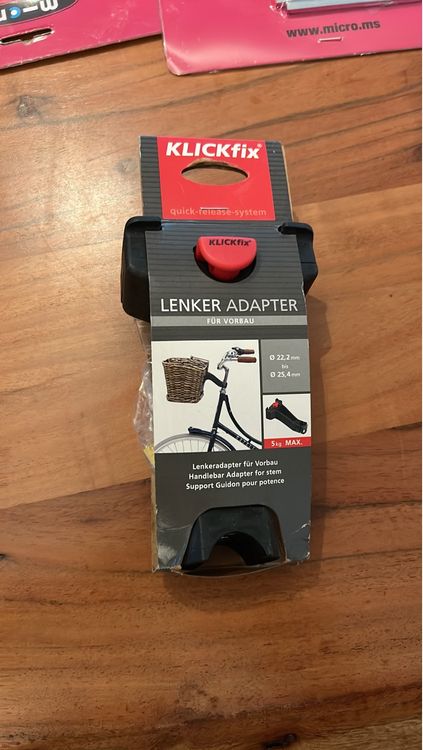 micro
www.micro.ms
KLICKfix®
quick-release-system
KLICKfix®
LENKER ADAPTER
FÜR VORBAU
Ø 22,2 mm
bis
Ø 25,4 mm
5 kg MAX.
Lenkeradapter für Vorbau
Handlebar Adapter for stem
Support Guidon pour potence